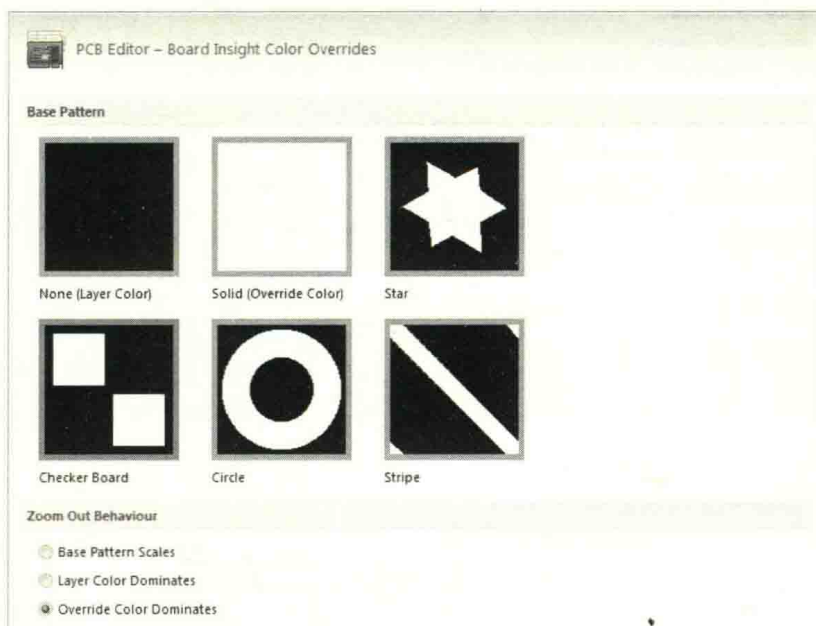 PCB Editor – Board Insight Color Overrides
Base Pattern
None (Layer Color)
Solid (Override Color)
Star
Checker Board
Circle
Stripe
Zoom Out Behaviour
Base Pattern Scales
Layer Color Dominates
Override Color Dominates